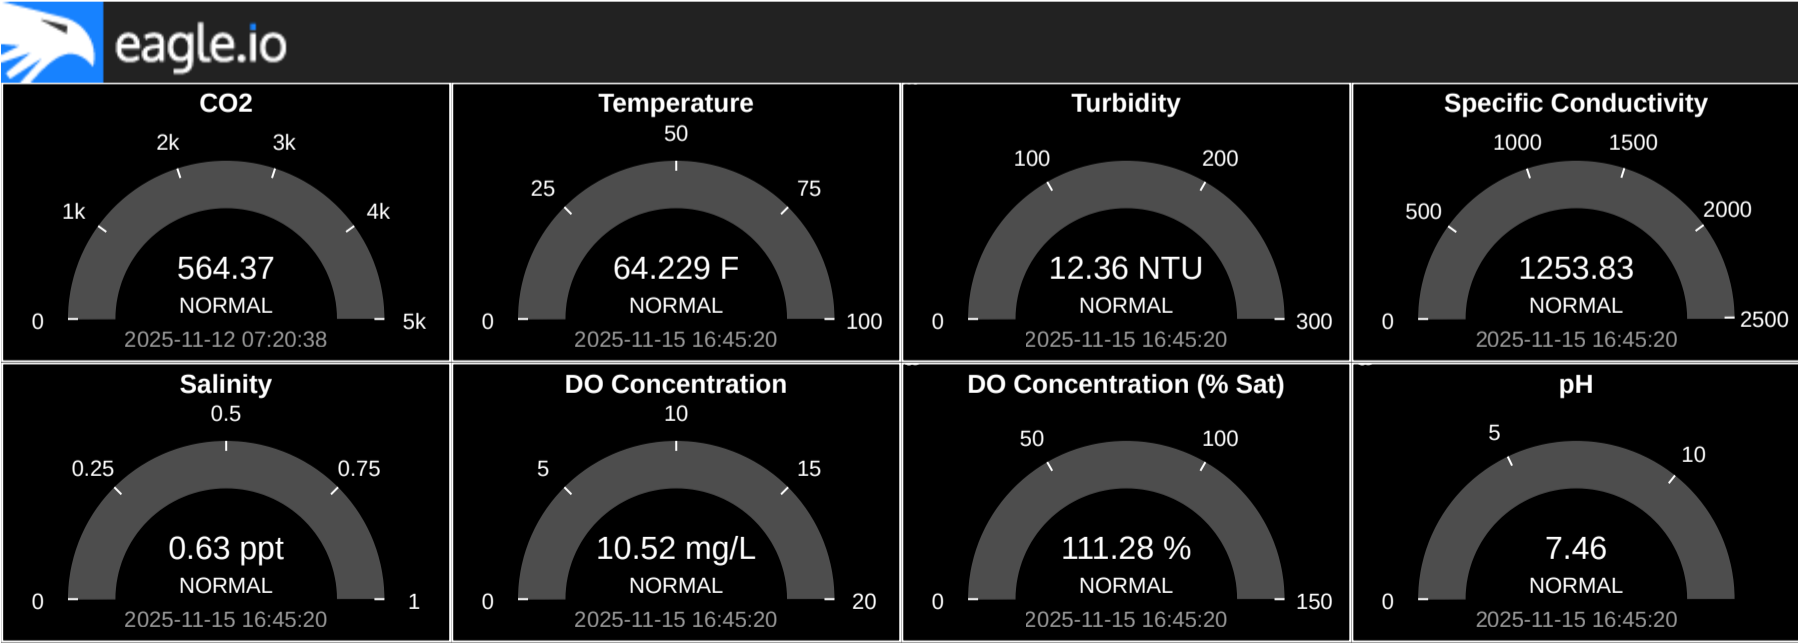 eagle.io
CO2
2k 3k
1k 4k
564.37
NORMAL
0 5k
2025-11-12 07:20:38
Temperature
50
25 75
64.229 F
NORMAL
0 100
2025-11-15 16:45:20
Turbidity
100 200
12.36 NTU
NORMAL
0 300
2025-11-15 16:45:20
Specific Conductivity
1000 1500
500 2000
1253.83
NORMAL
0 2500
2025-11-15 16:45:20
Salinity
0.5
0.25 0.75
0.63 ppt
NORMAL
0 1
2025-11-15 16:45:20
DO Concentration
10
5 15
10.52 mg/L
NORMAL
0 20
2025-11-15 16:45:20
DO Concentration (% Sat)
50 100
111.28 %
NORMAL
0 150
2025-11-15 16:45:20
pH
5
10
7.46
NORMAL
0
2025-11-15 16:45:20